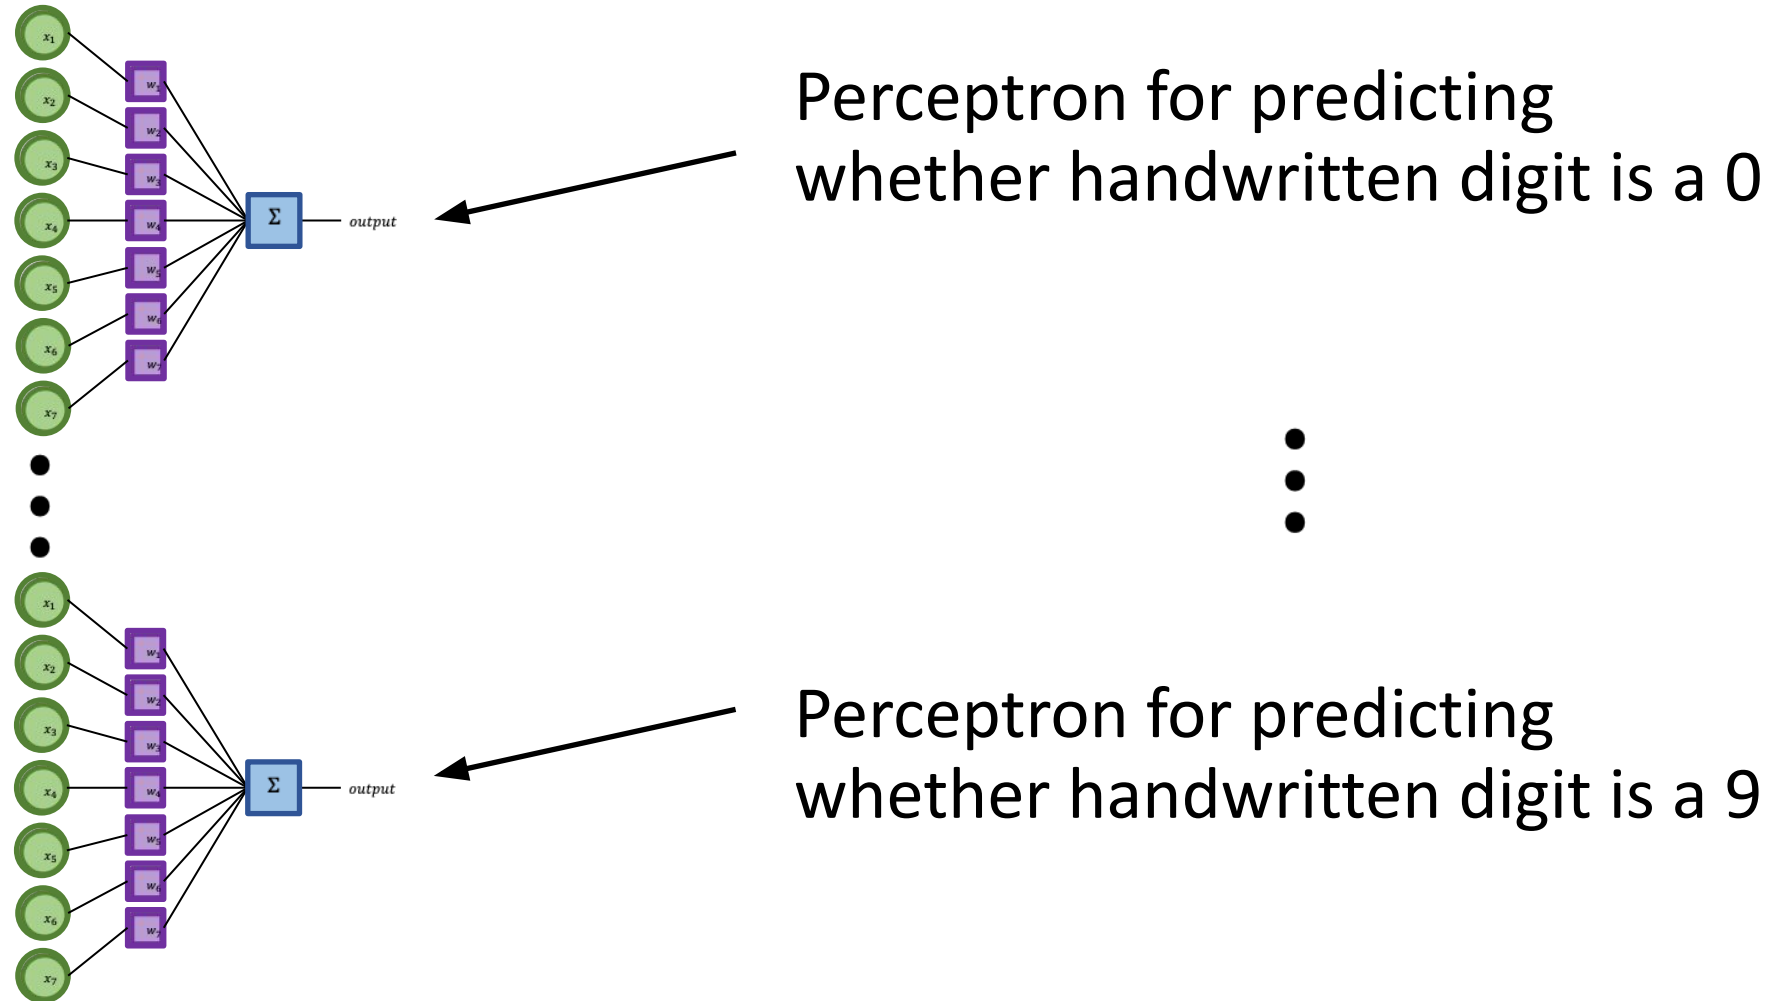 x₁
x₂
x₃
x₄
x₅
x₆
x₇
w₁
w₂
w₃
w₄
w₅
w₆
w₇
Σ
output
Perceptron for predicting
whether handwritten digit is a 0
x₁
x₂
x₃
x₄
x₅
x₆
x₇
w₁
w₂
w₃
w₄
w₅
w₆
w₇
Σ
output
Perceptron for predicting
whether handwritten digit is a 9